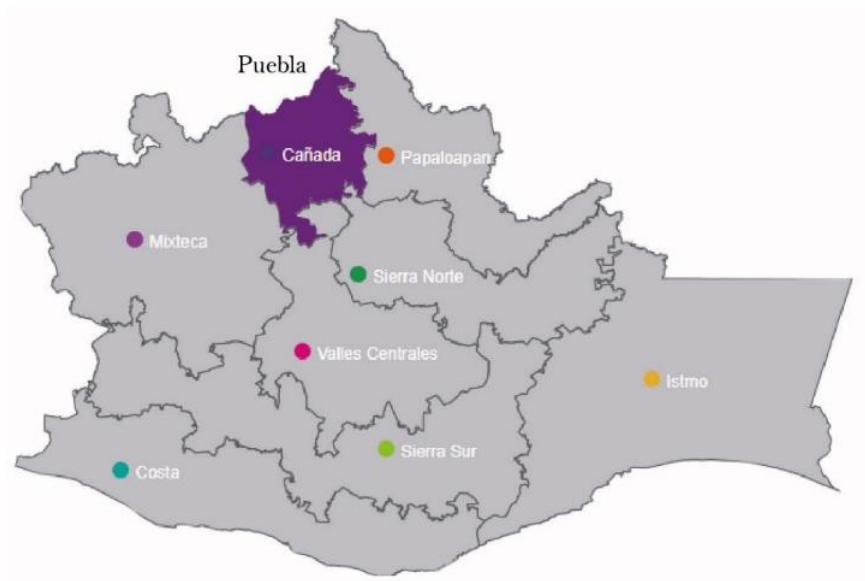 Puebla
Cañada
Papaloapan
Mixteca
Sierra Norte
Valles Centrales
Istmo
Sierra Sur
Costa